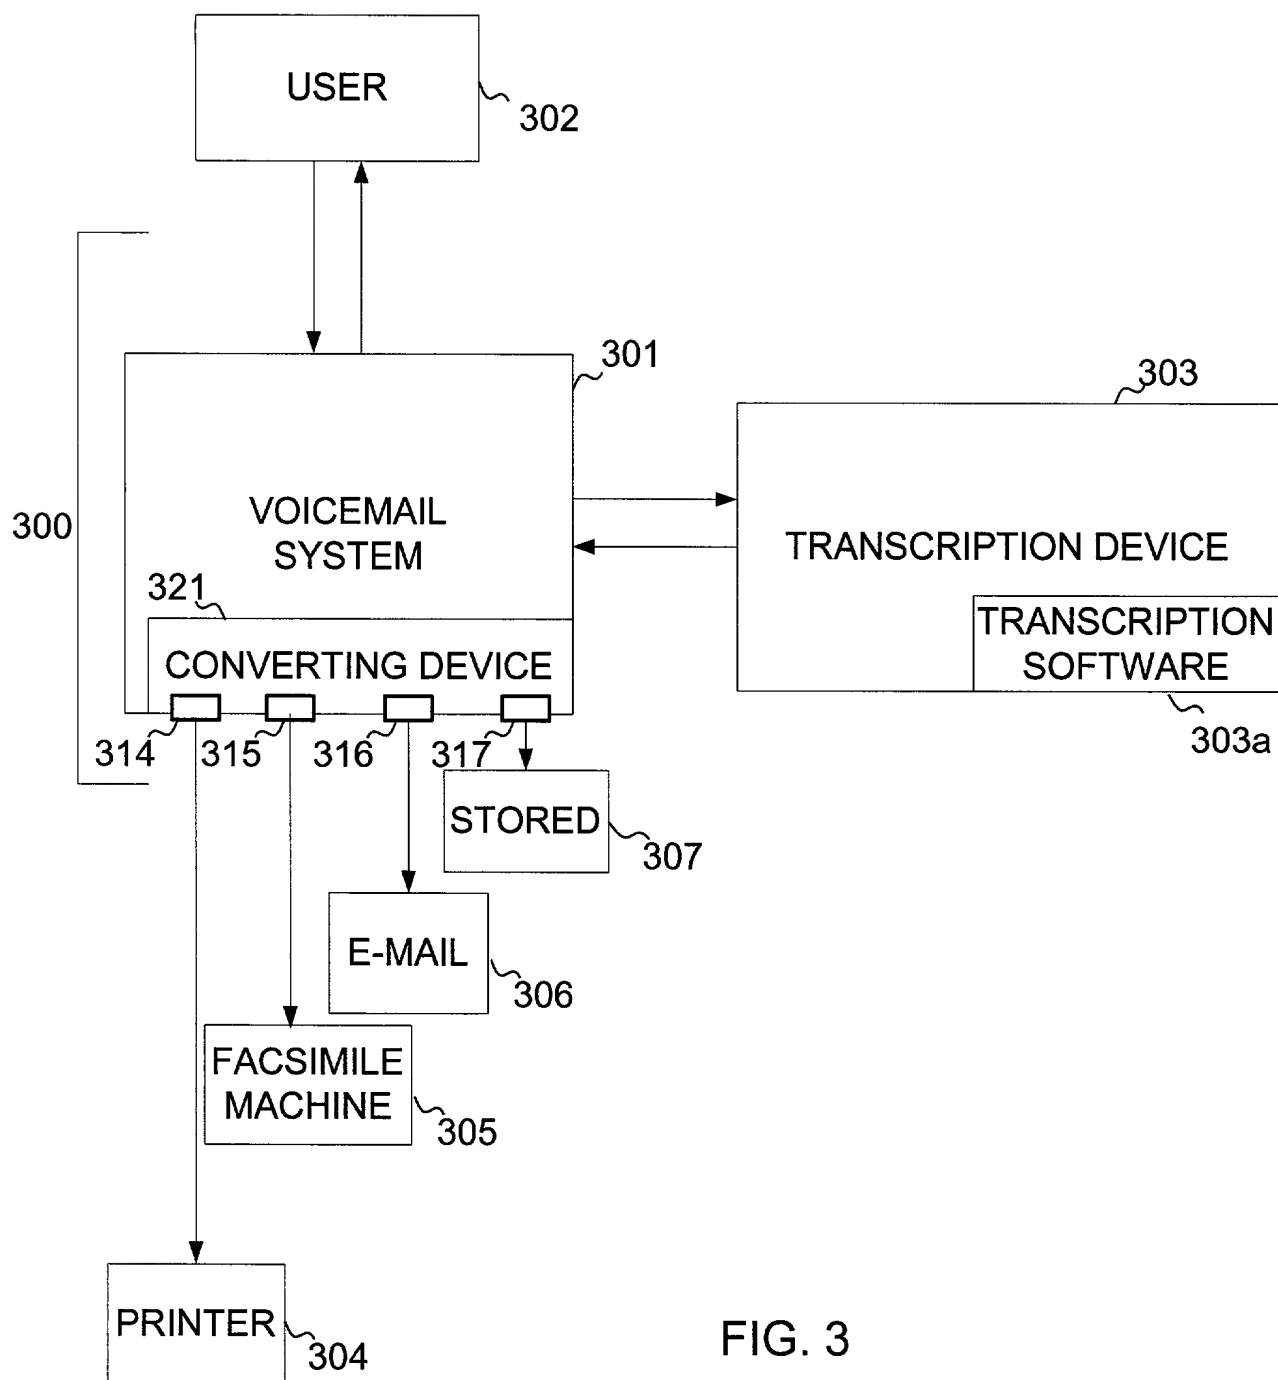 USER
302
301
303
300
VOICEMAIL
SYSTEM
TRANSCRIPTION DEVICE
321
TRANSCRIPTION
SOFTWARE
303a
CONVERTING DEVICE
314
315
316
317
STORED
307
E-MAIL
306
FACSIMILE
MACHINE
305
PRINTER
304
FIG. 3